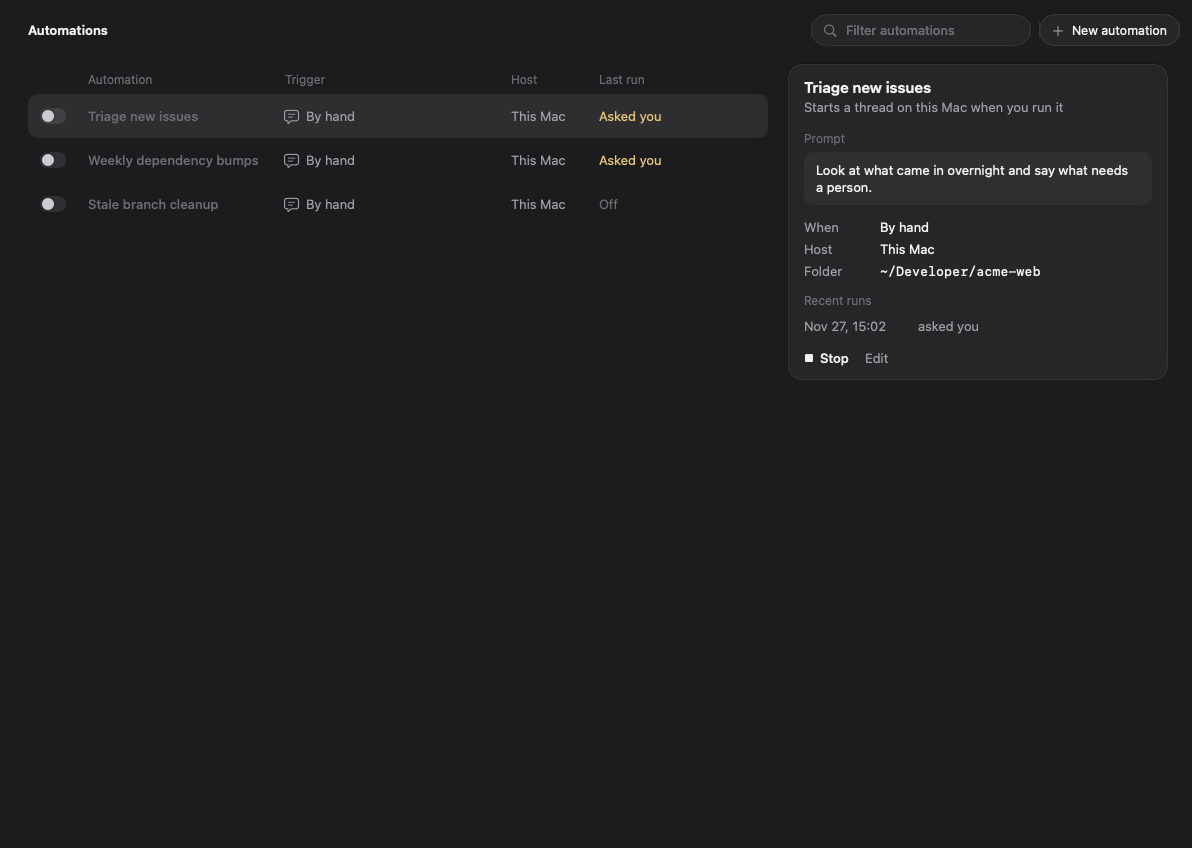 Automations
Filter automations
New automation
Automation Trigger Host Last run
Triage new issues By hand This Mac Asked you
Weekly dependency bumps By hand This Mac Asked you
Stale branch cleanup By hand This Mac Off
Triage new issues
Starts a thread on this Mac when you run it
Prompt
Look at what came in overnight and say what needs
a person.
When By hand
Host This Mac
Folder ~/Developer/acme-web
Recent runs
Nov 27, 15:02 asked you
Stop Edit